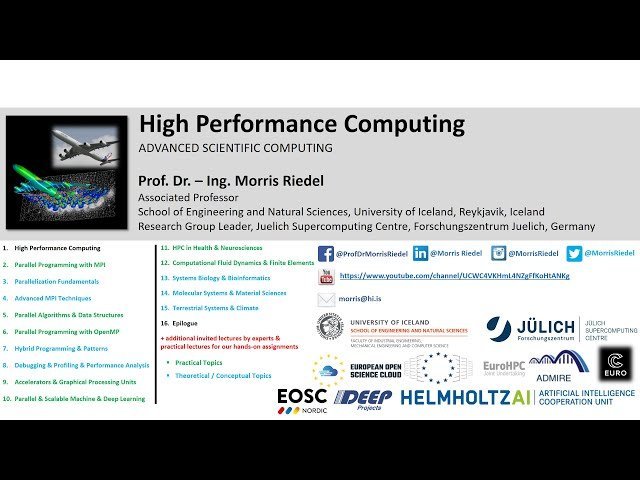 High Performance Computing
ADVANCED SCIENTIFIC COMPUTING
Prof. Dr. – Ing. Morris Riedel
Associated Professor
School of Engineering and Natural Sciences, University of Iceland, Reykjavik, Iceland
Research Group Leader, Juelich Supercomputing Centre, Forschungszentrum Juelich, Germany
1. High Performance Computing
2. Parallel Programming with MPI
3. Parallelization Fundamentals
4. Advanced MPI Techniques
5. Parallel Algorithms & Data Structures
6. Parallel Programming with OpenMP
7. Hybrid Programming & Patterns
8. Debugging & Profiling & Performance Analysis
9. Accelerators & Graphical Processing Units
10. Parallel & Scalable Machine & Deep Learning
11. HPC in Health & Neurosciences
12. Computational Fluid Dynamics & Finite Elements
13. Systems Biology & Bioinformatics
14. Molecular Systems & Material Sciences
15. Terrestrial Systems & Climate
16. Epilogue
+ additional invited lectures by experts &
practical lectures for our hands-on assignments
• Practical Topics
• Theoretical / Conceptual Topics
@ProfDrMorrisRiedel
@Morris Riedel
@MorrisRiedel
@MorrisRiedel
You Tube
https://www.youtube.com/channel/UCWC4VKHmL4NZgFfKoHtANKg
morris@hi.is
UNIVERSITY OF ICELAND
SCHOOL OF ENGINEERING AND NATURAL SCIENCES
FACULTY OF INDUSTRIAL ENGINEERING,
MECHANICAL ENGINEERING AND COMPUTER SCIENCE
JÜLICH
Forschungszentrum
JÜLICH
SUPERCOMPUTING
CENTRE
EUROPEAN OPEN
SCIENCE CLOUD
EuroHPC
Joint Undertaking
ADMIRE
EURO
EOSC
NORDIC
DEEP
Projects
HELMHOLTZAI
ARTIFICIAL INTELLIGENCE
COOPERATION UNIT